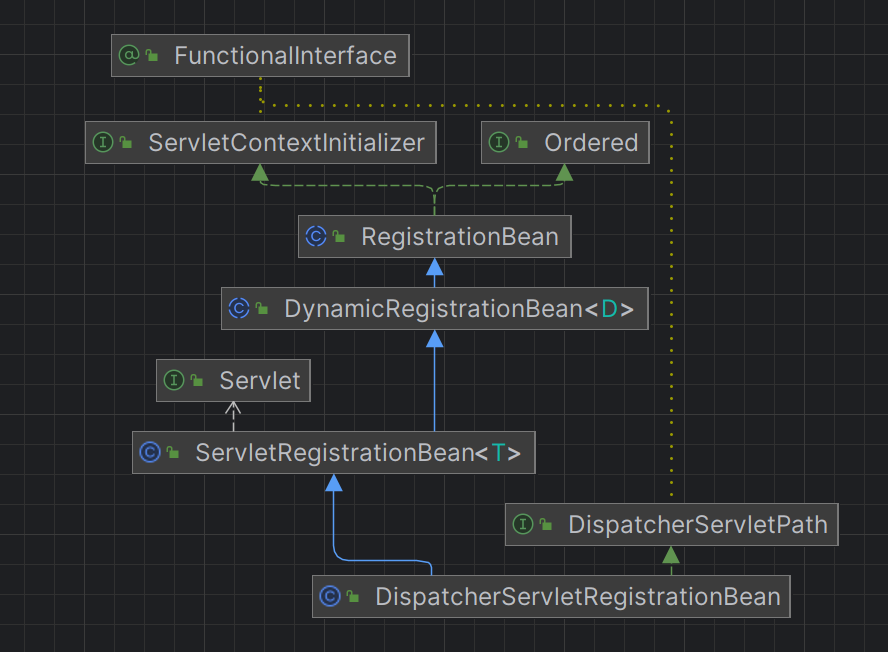 @ FunctionalInterface
I ServletContextInitializer
I Ordered
C RegistrationBean
C DynamicRegistrationBean<D>
I Servlet
C ServletRegistrationBean<T>
I DispatcherServletPath
C DispatcherServletRegistrationBean